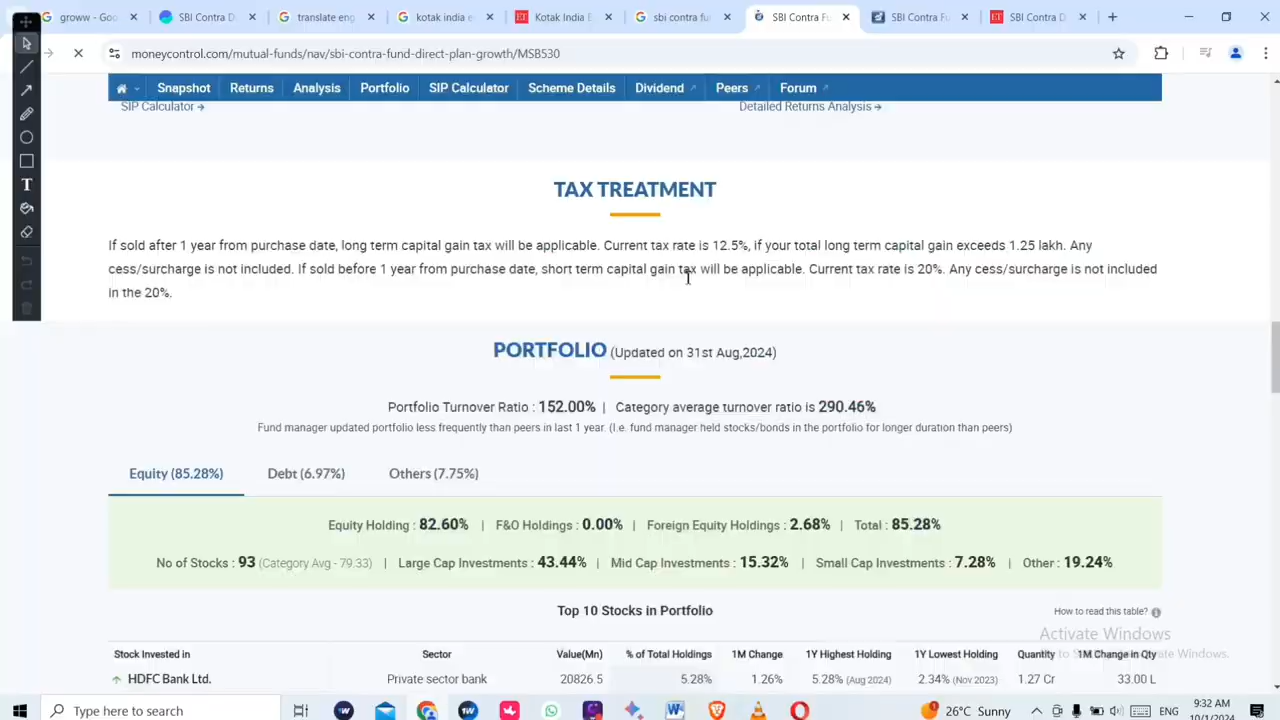 groww - Goo
SBI Contra D
translate eng
kotak india e
Kotak India E
sbi contra fu
SBI Contra Fu
SBI Contra Fu
SBI Contra D
moneycontrol.com/mutual-funds/nav/sbi-contra-fund-direct-plan-growth/MSB530
Snapshot Returns Analysis Portfolio SIP Calculator Scheme Details Dividend Peers Forum
SIP Calculator Detailed Returns Analysis
T
TAX TREATMENT
If sold after 1 year from purchase date, long term capital gain tax will be applicable. Current tax rate is 12.5%, if your total long term capital gain exceeds 1.25 lakh. Any
cess/surcharge is not included. If sold before 1 year from purchase date, short term capital gain tax will be applicable. Current tax rate is 20%. Any cess/surcharge is not included
in the 20%.
PORTFOLIO (Updated on 31st Aug,2024)
Portfolio Turnover Ratio : 152.00% | Category average turnover ratio is 290.46%
Fund manager updated portfolio less frequently than peers in last 1 year. (I.e. fund manager held stocks/bonds in the portfolio for longer duration than peers)
Equity (85.28%) Debt (6.97%) Others (7.75%)
Equity Holding : 82.60% | F&O Holdings : 0.00% | Foreign Equity Holdings : 2.68% | Total : 85.28%
No of Stocks : 93 (Category Avg - 79.33) | Large Cap Investments : 43.44% | Mid Cap Investments : 15.32% | Small Cap Investments : 7.28% | Other : 19.24%
Top 10 Stocks in Portfolio
How to read this table?
Activate Windows
Stock Invested in Sector Value(Mn) % of Total Holdings 1M Change 1Y Highest Holding 1Y Lowest Holding Quantity 1M Change in Qty
HDFC Bank Ltd. Private sector bank 20826.5 5.28% 1.26% 5.28% (Aug 2024) 2.34% (Nov 2023) 1.27 Cr 33.00 L
Type here to search
26°C Sunny
ENG
9:32 AM
10/1/2024